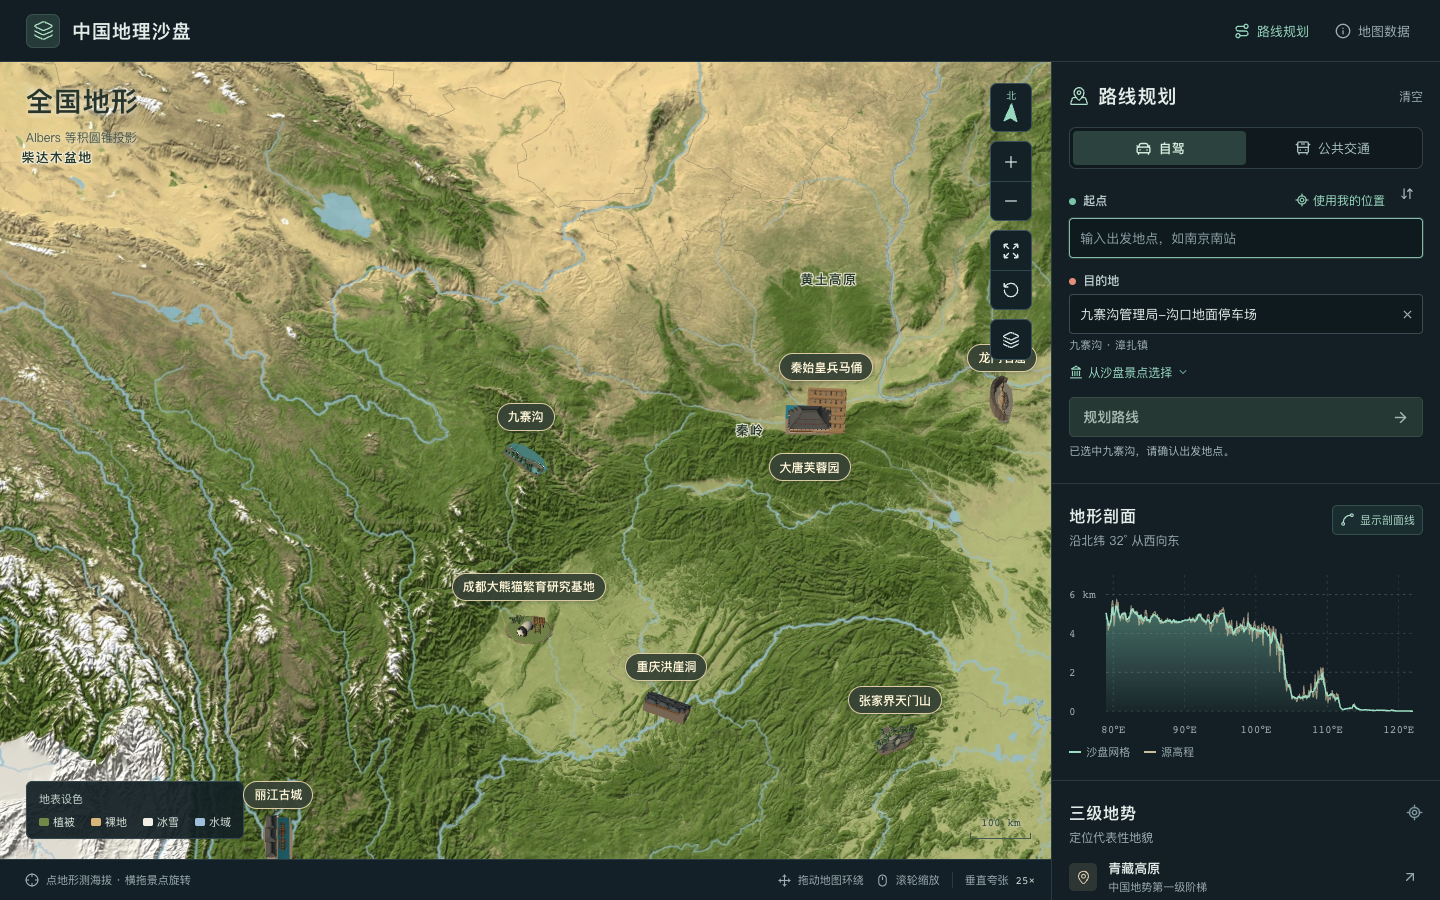 中国地理沙盘
路线规划
地图数据
全国地形
Albers 等积圆锥投影
柴达木盆地
北
黄土高原
秦始皇兵马俑
九寨沟
秦岭
大唐芙蓉园
成都大熊猫繁育研究基地
重庆洪崖洞
张家界天门山
丽江古城
地表设色
植被
裸地
冰雪
水域
100 km
点地形测海拔 · 横拖景点旋转
拖动地图环绕
滚轮缩放
垂直夸张 25×
路线规划
清空
自驾
公共交通
起点
使用我的位置
输入出发地点，如南京南站
目的地
九寨沟管理局-沟口地面停车场
九寨沟 · 漳扎镇
从沙盘景点选择
规划路线
已选中九寨沟，请确认出发地点。
地形剖面
显示剖面线
沿北纬 32° 从西向东
6 km
4
2
0
80°E 90°E 100°E 110°E 120°E
沙盘网格
源高程
三级地势
定位代表性地貌
青藏高原
中国地势第一级阶梯